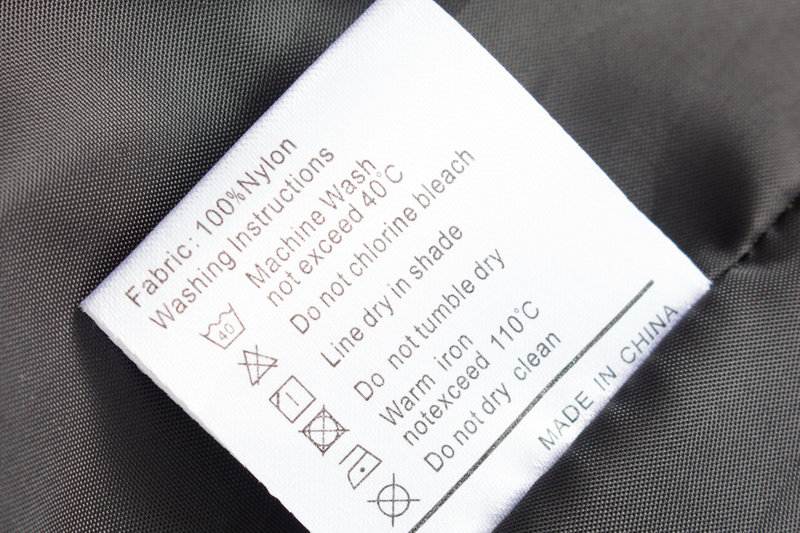 Fabric: 100%Nylon
Washing Instructions
40
Machine Wash
not exceed 40°C
Do not chlorine bleach
Line dry in shade
Do not tumble dry
Warm iron
notexceed 110°C
Do not dry clean
MADE IN CHINA